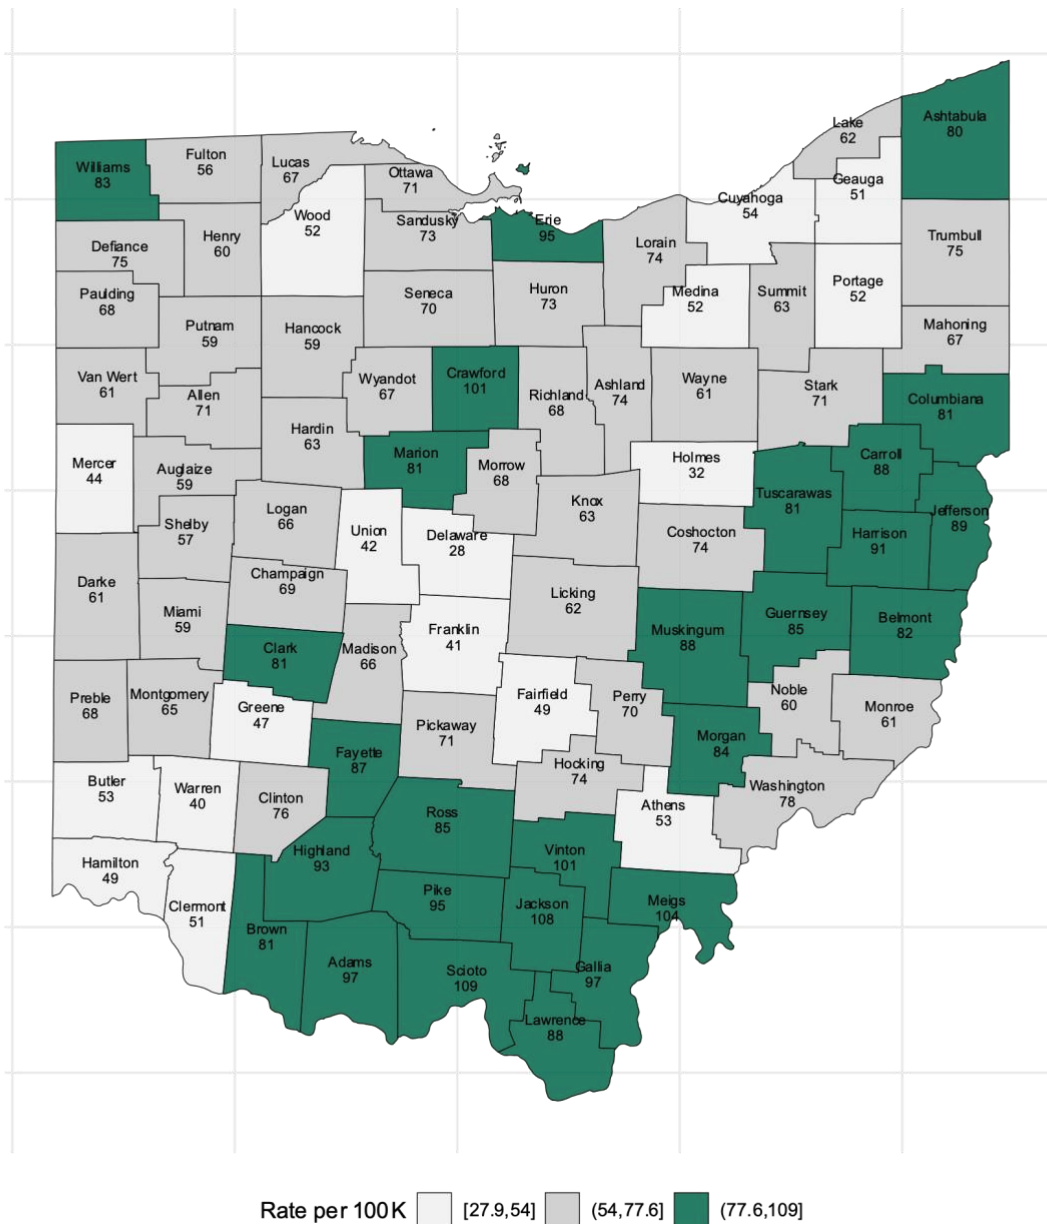 Ashtabula
80
Lake
62
Geauga
51
Cuyahoga
54
Williams
83
Fulton
56
Lucas
67
Ottawa
71
Wood
52
Sandusky
73
Erie
95
Lorain
74
Trumbull
75
Defiance
75
Henry
60
Paulding
68
Seneca
70
Huron
73
Medina
52
Summit
63
Portage
52
Mahoning
67
Putnam
59
Hancock
59
Van Wert
61
Allen
71
Wyandot
67
Crawford
101
Richland
68
Ashland
74
Wayne
61
Stark
71
Columbiana
81
Mercer
44
Auglaize
59
Hardin
63
Marion
81
Morrow
68
Holmes
32
Carroll
88
Tuscarawas
81
Jefferson
89
Shelby
57
Logan
66
Union
42
Delaware
28
Knox
63
Coshocton
74
Harrison
91
Darke
61
Miami
59
Champaign
69
Licking
62
Muskingum
88
Guernsey
85
Belmont
82
Clark
81
Madison
66
Franklin
41
Preble
68
Montgomery
65
Greene
47
Fairfield
49
Perry
70
Noble
60
Monroe
61
Pickaway
71
Morgan
84
Fayette
87
Hocking
74
Washington
78
Butler
53
Warren
40
Clinton
76
Ross
85
Athens
53
Hamilton
49
Highland
93
Vinton
101
Clermont
51
Brown
81
Pike
95
Jackson
108
Meigs
104
Adams
97
Scioto
109
Gallia
97
Lawrence
88
Rate per 100K [27.9,54] (54,77.6] (77.6,109]